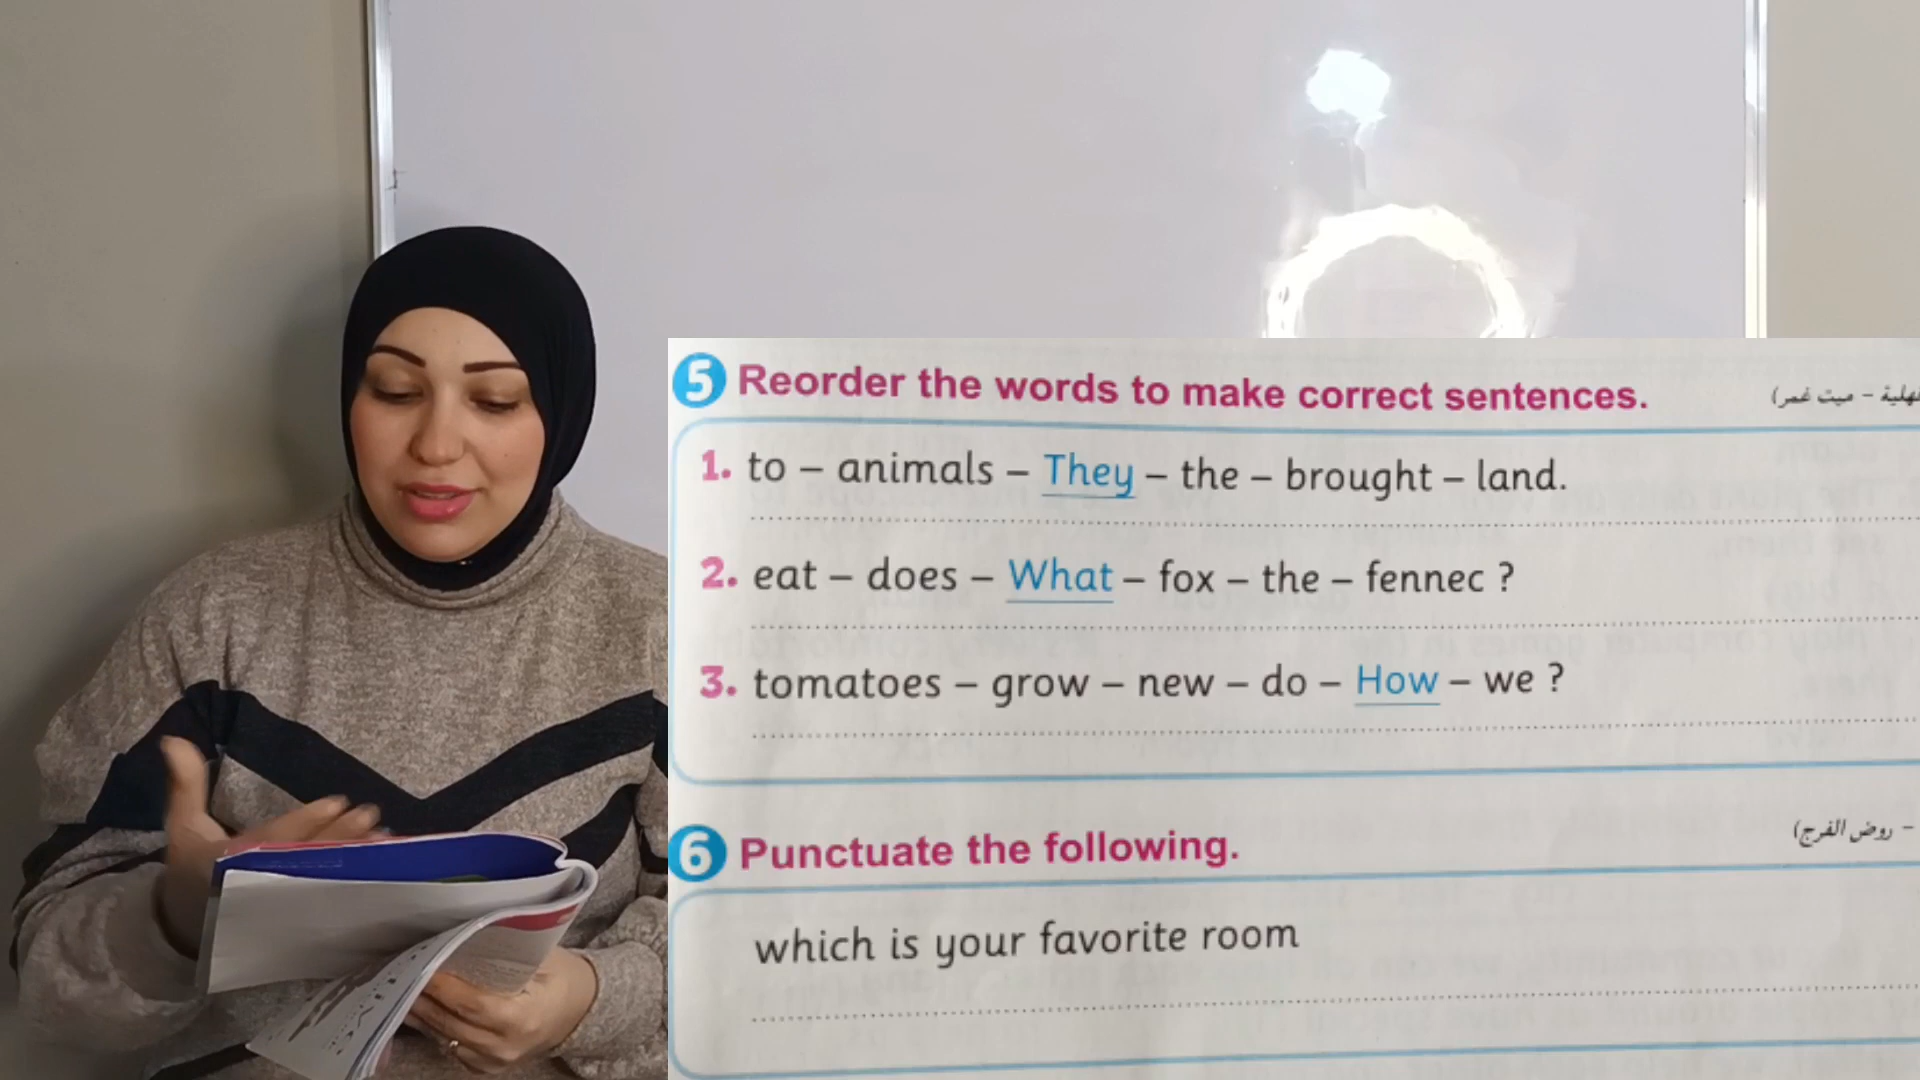 5 Reorder the words to make correct sentences. – ميت غمر)
1. to – animals – They – the – brought – land.
2. eat – does – What – fox – the – fennec ?
3. tomatoes – grow – new – do – How – we ?
6 Punctuate the following. – روض الفرج)
which is your favorite room